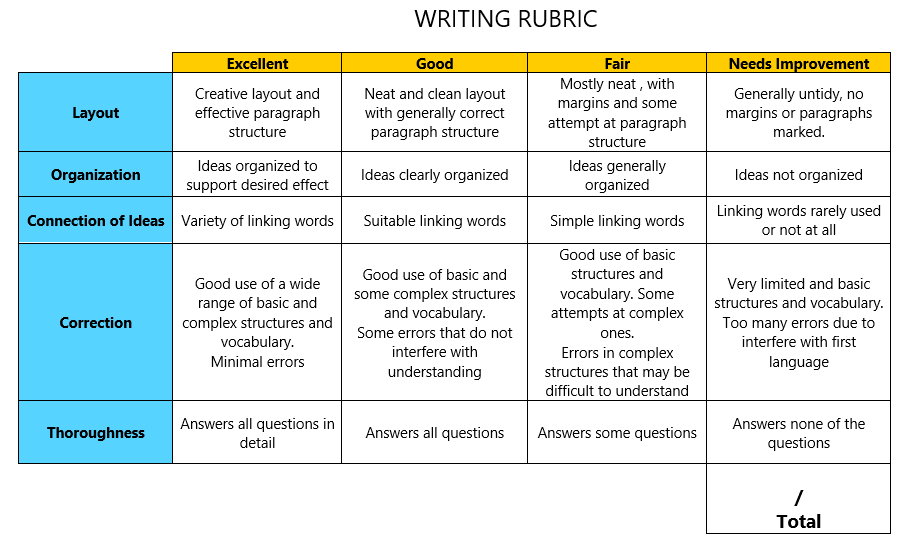 WRITING RUBRIC
Excellent
Good
Fair
Needs Improvement
Layout
Creative layout and
effective paragraph
structure
Neat and clean layout
with generally correct
paragraph structure
Mostly neat , with
margins and some
attempt at paragraph
structure
Generally untidy, no
margins or paragraphs
marked.
Organization
Ideas organized to
support desired effect
Ideas clearly organized
Ideas generally
organized
Ideas not organized
Connection of Ideas
Variety of linking words
Suitable linking words
Simple linking words
Linking words rarely used
or not at all
Correction
Good use of a wide
range of basic and
complex structures and
vocabulary.
Minimal errors
Good use of basic and
some complex structures
and vocabulary.
Some errors that do not
interfere with
understanding
Good use of basic
structures and
vocabulary. Some
attempts at complex
ones.
Errors in complex
structures that may be
difficult to understand
Very limited and basic
structures and vocabulary.
Too many errors due to
interfere with first
language
Thoroughness
Answers all questions in
detail
Answers all questions
Answers some questions
Answers none of the
questions
/
Total